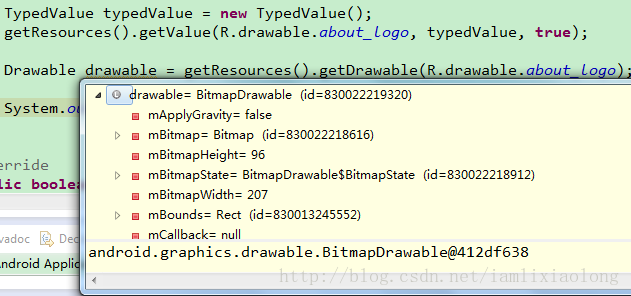 TypedValue typedValue = new TypedValue();
getResources().getValue(R.drawable.about_logo, typedValue, true);
Drawable drawable = getResources().getDrawable(R.drawable.about_logo);
System.ou
drawable= BitmapDrawable (id=830022219320)
mApplyGravity= false
mBitmap= Bitmap (id=830022218616)
mBitmapHeight= 96
mBitmapState= BitmapDrawable$BitmapState (id=830022218912)
mBitmapWidth= 207
mBounds= Rect (id=830013245552)
mCallback= null
erride
lic boolea
vadoc
Dec
Android Applic
android.graphics.drawable.BitmapDrawable@412df638
http://blog.csdn.net/iamlixiaolong